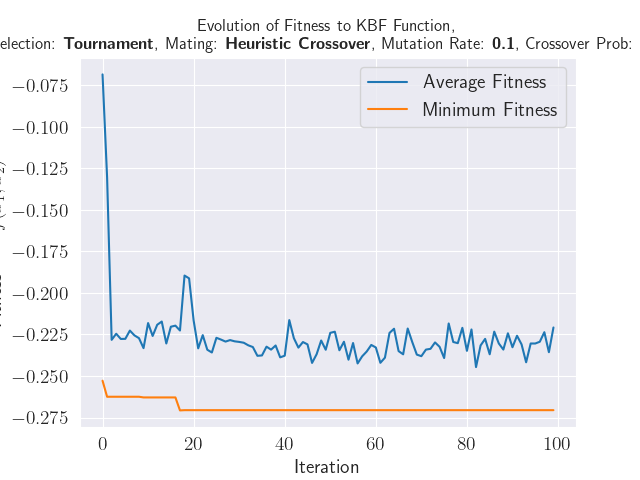 Evolution of Fitness to KBF Function,
election: Tournament, Mating: Heuristic Crossover, Mutation Rate: 0.1, Crossover Prob:
Average Fitness
Minimum Fitness
−0.075
−0.100
−0.125
−0.150
−0.175
−0.200
−0.225
−0.250
−0.275
0 20 40 60 80 100
Iteration